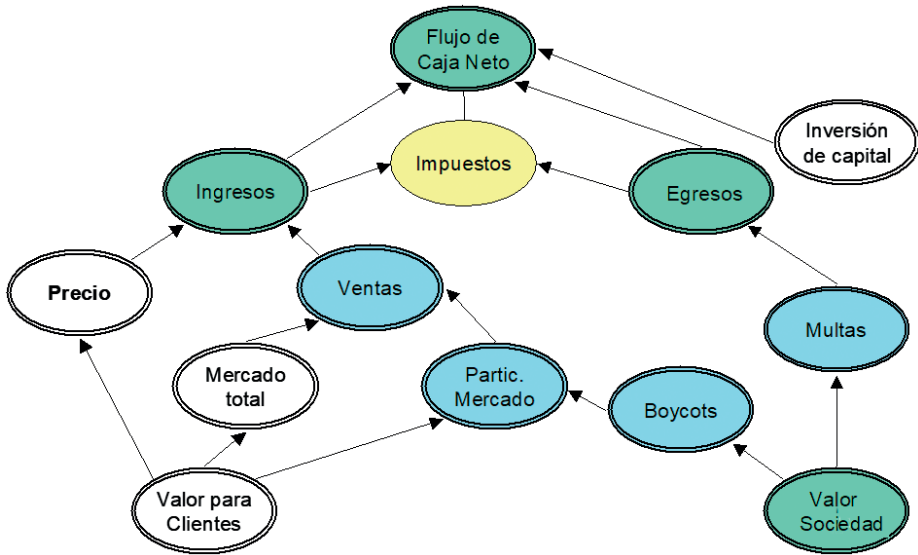 Flujo de
Caja Neto
Inversión
de capital
Impuestos
Ingresos
Egresos
Precio
Ventas
Multas
Mercado
total
Partic.
Mercado
Boycots
Valor para
Clientes
Valor
Sociedad